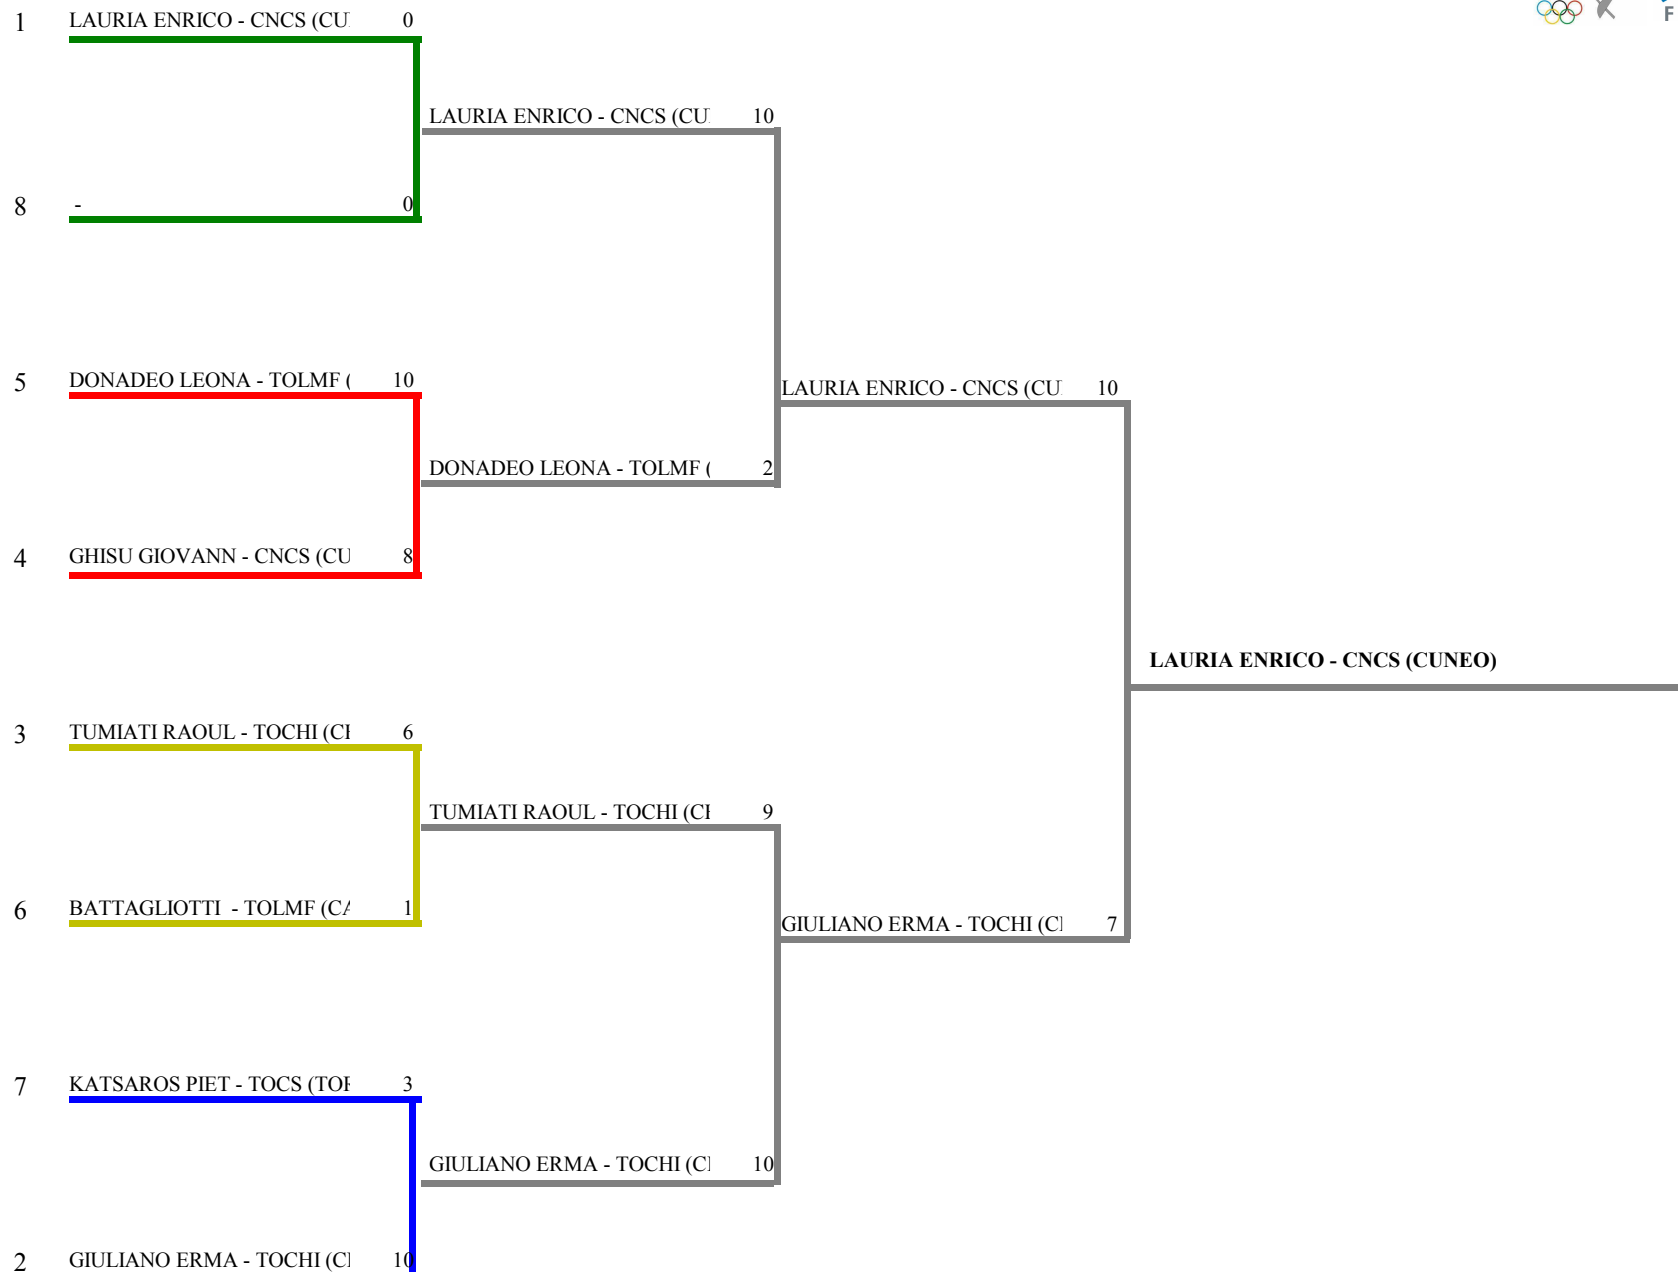 1 LAURIA ENRICO - CNCS (CU 0
LAURIA ENRICO - CNCS (CU 10
8 - 0
5 DONADEO LEONA - TOLMF ( 10
LAURIA ENRICO - CNCS (CU 10
DONADEO LEONA - TOLMF ( 2
4 GHISU GIOVANN - CNCS (CU 8
LAURIA ENRICO - CNCS (CUNEO)
3 TUMIATI RAOUL - TOCHI (CI 6
TUMIATI RAOUL - TOCHI (CI 9
6 BATTAGLIOTTI - TOLMF (CA 1
GIULIANO ERMA - TOCHI (CI 7
7 KATSAROS PIET - TOCS (TOI 3
GIULIANO ERMA - TOCHI (CI 10
2 GIULIANO ERMA - TOCHI (CI 10
F